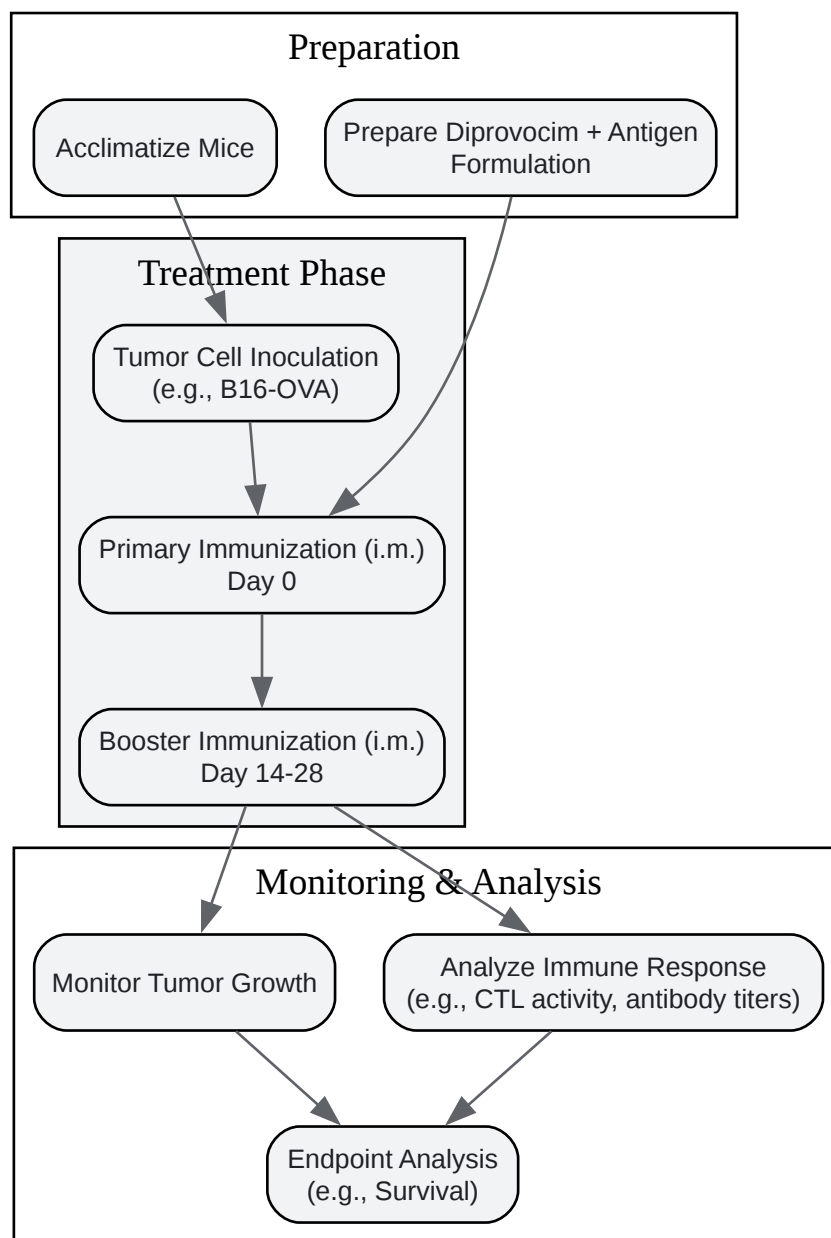 Preparation
Acclimatize Mice
Prepare Diprovocim + Antigen
Formulation
Treatment Phase
Tumor Cell Inoculation
(e.g., B16-OVA)
Primary Immunization (i.m.)
Day 0
Booster Immunization (i.m.)
Day 14-28
Monitoring & Analysis
Monitor Tumor Growth
Analyze Immune Response
(e.g., CTL activity, antibody titers)
Endpoint Analysis
(e.g., Survival)